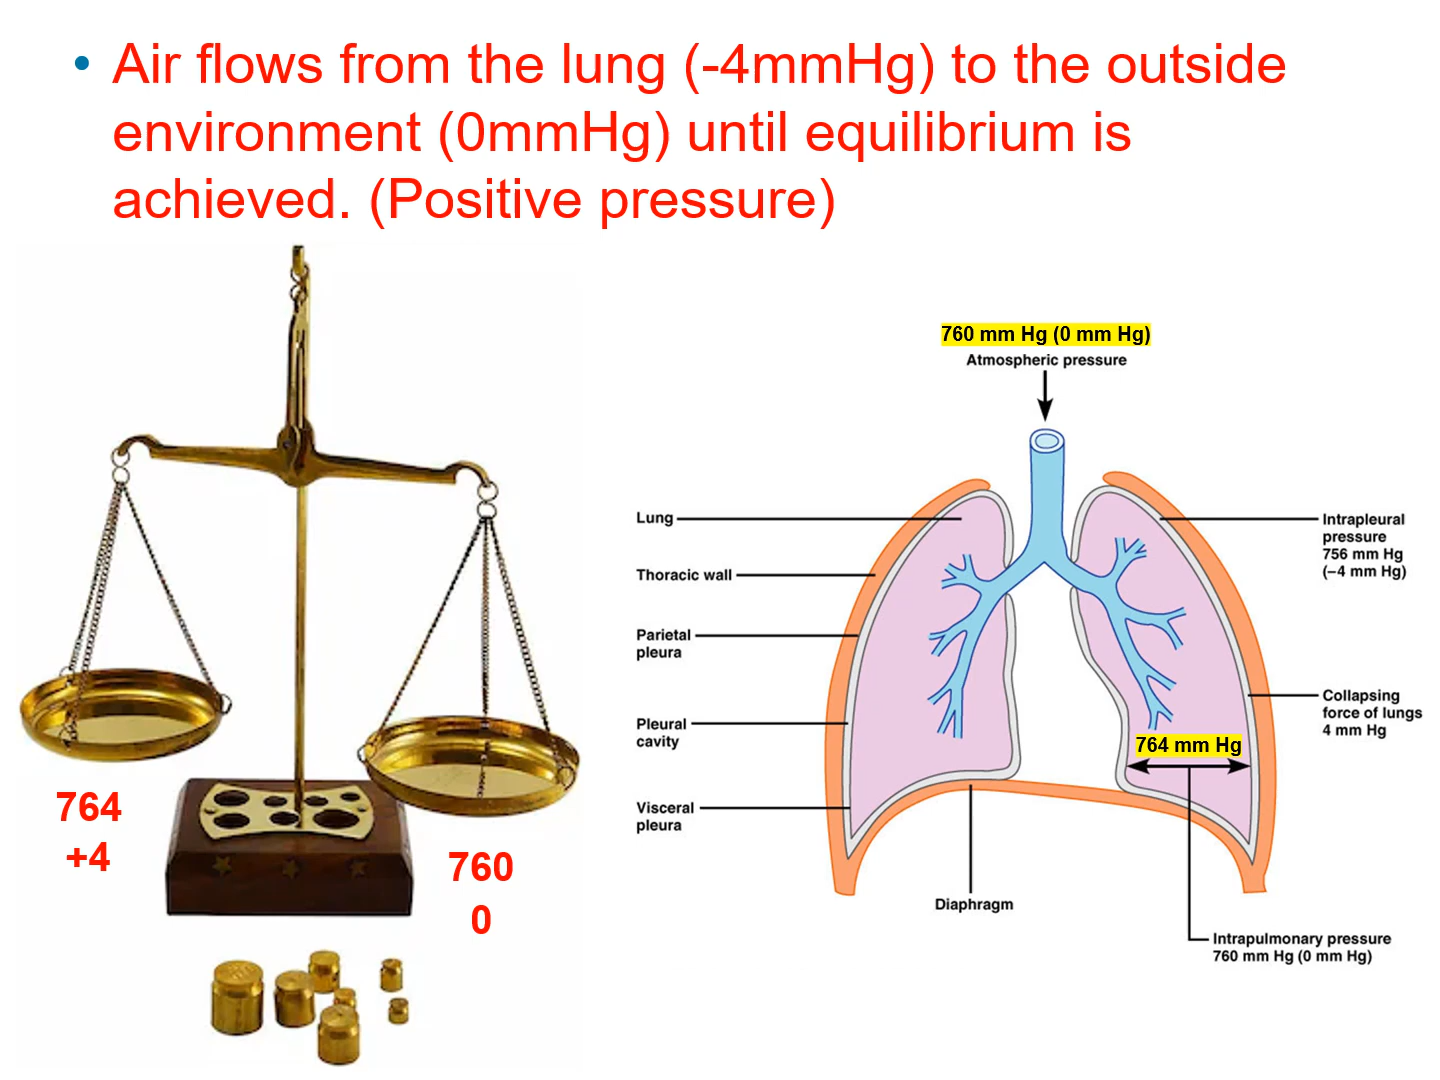 • Air flows from the lung (-4mmHg) to the outside
environment (0mmHg) until equilibrium is
achieved. (Positive pressure)
764
+4
760
0
760 mm Hg (0 mm Hg)
Atmospheric pressure
Lung
Thoracic wall
Parietal
pleura
Pleural
cavity
Visceral
pleura
Diaphragm
Intrapleural
pressure
756 mm Hg
(–4 mm Hg)
Collapsing
force of lungs
4 mm Hg
764 mm Hg
Intrapulmonary pressure
760 mm Hg (0 mm Hg)